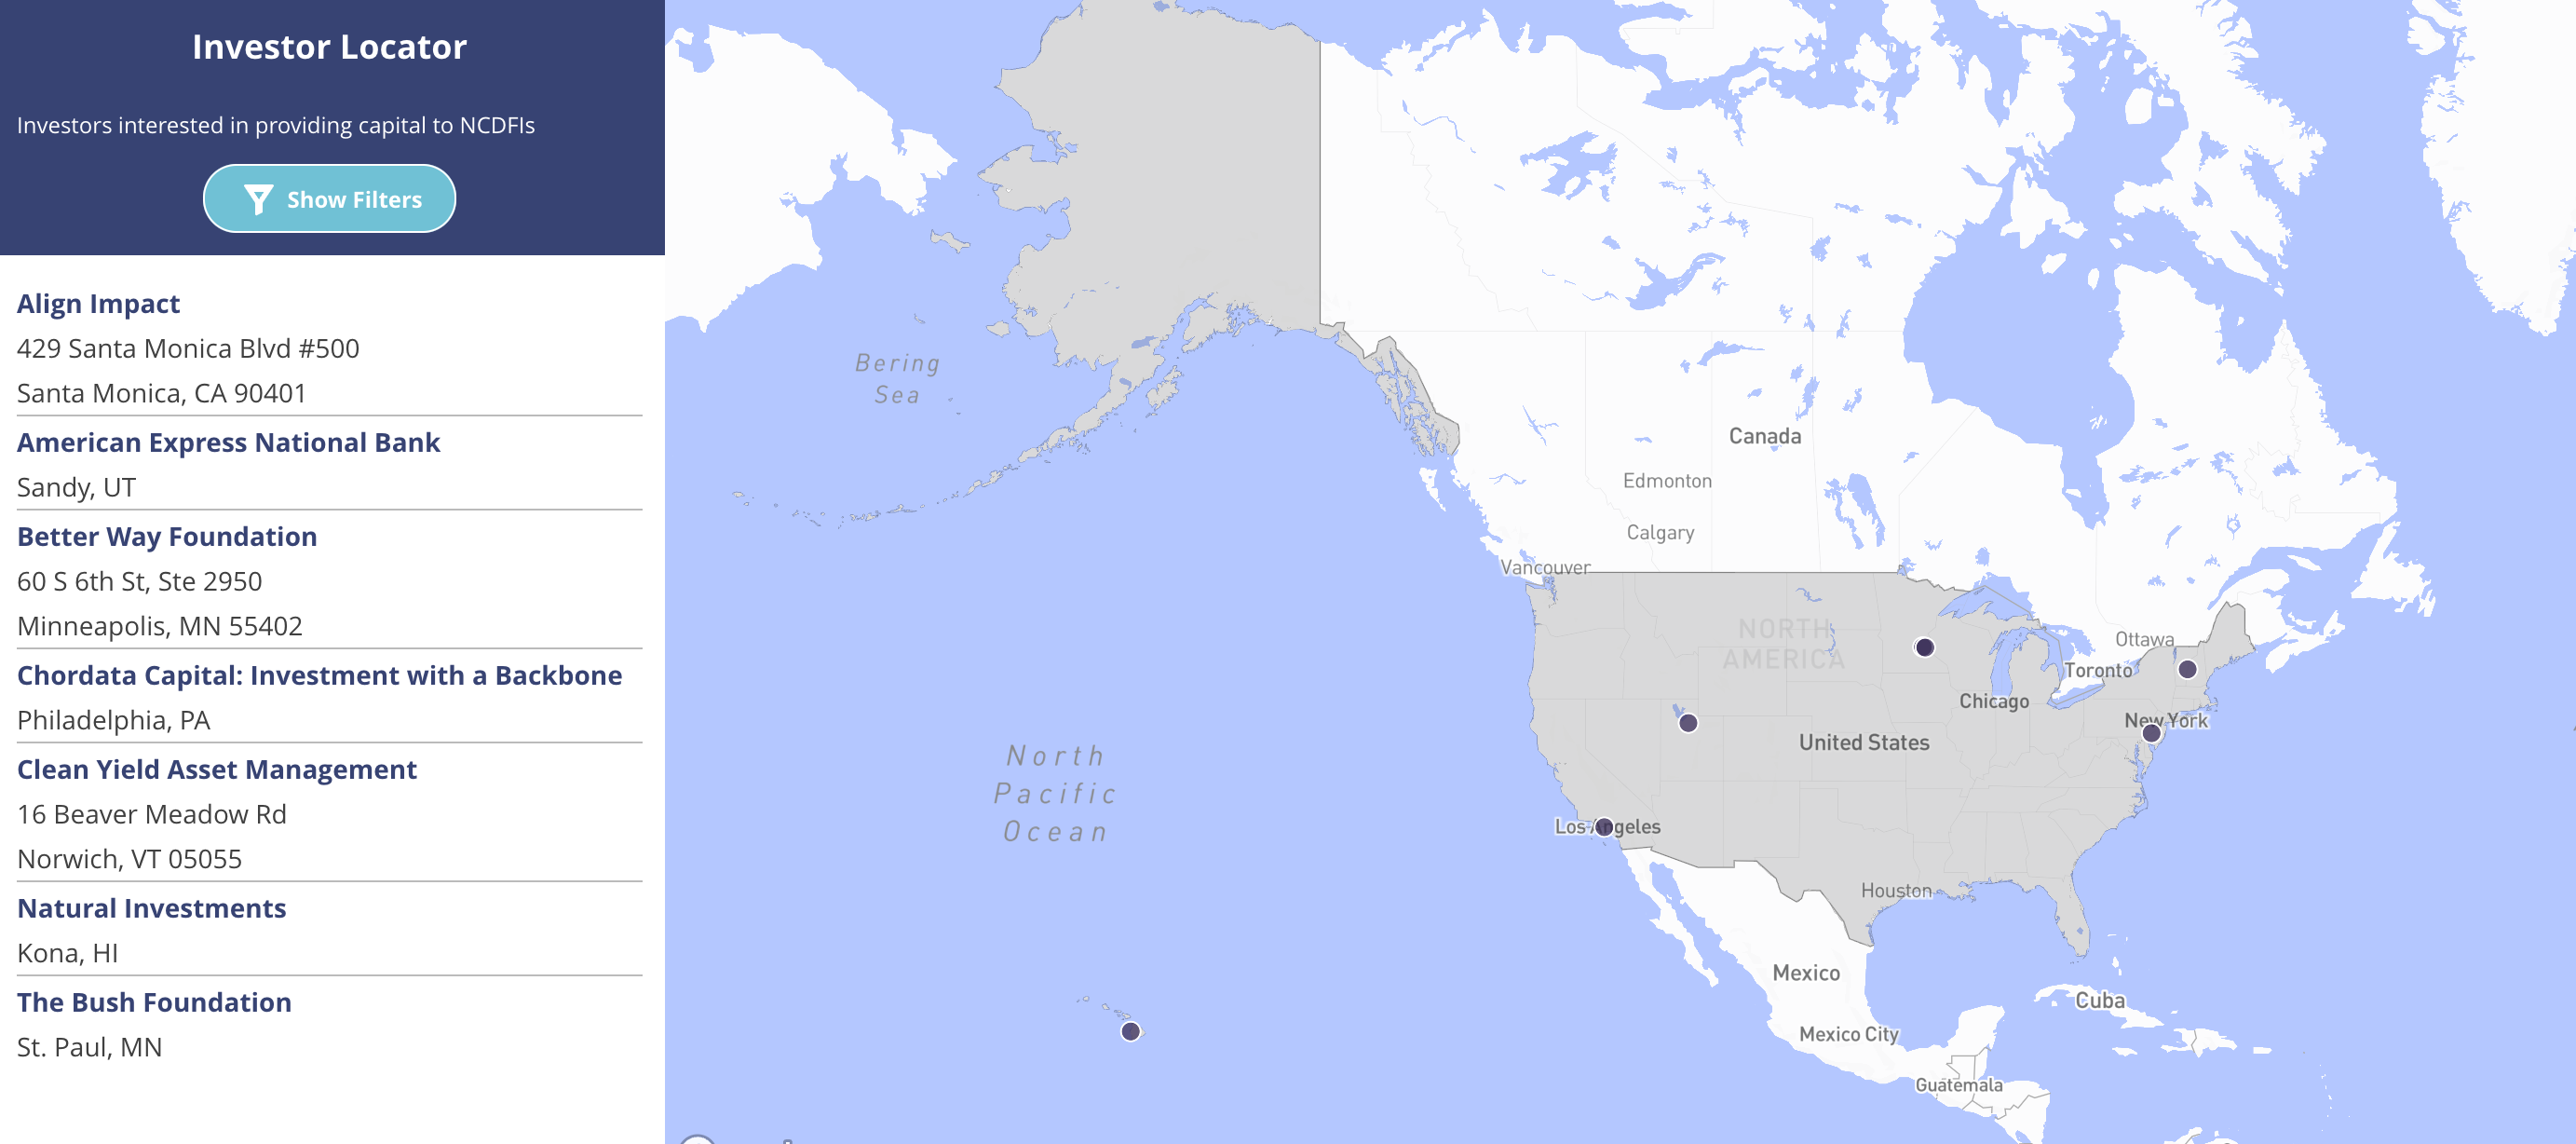 Investor Locator
Investors interested in providing capital to NCDFIs
Show Filters
Align Impact
429 Santa Monica Blvd #500
Santa Monica, CA 90401
American Express National Bank
Sandy, UT
Better Way Foundation
60 S 6th St, Ste 2950
Minneapolis, MN 55402
Chordata Capital: Investment with a Backbone
Philadelphia, PA
Clean Yield Asset Management
16 Beaver Meadow Rd
Norwich, VT 05055
Natural Investments
Kona, HI
The Bush Foundation
St. Paul, MN
Bering
Sea
Canada
Edmonton
Calgary
Vancouver
NORTH
AMERICA
Ottawa
Toronto
Chicago
New York
United States
North
Pacific
Ocean
Los Angeles
Houston
Mexico
Cuba
Mexico City
Guatemala